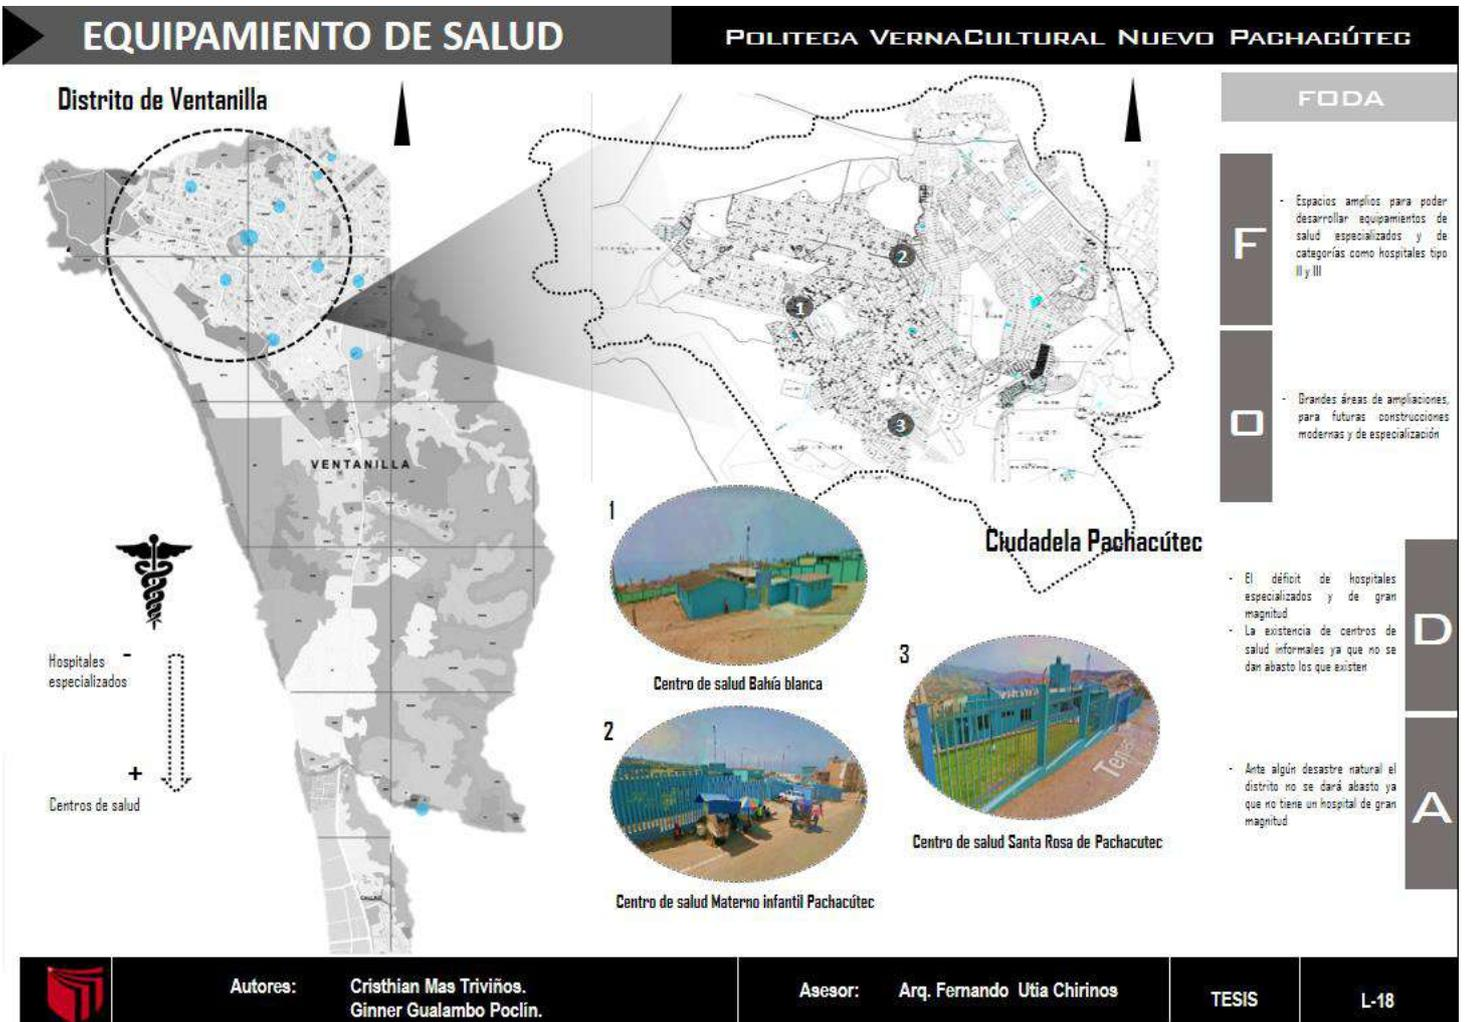 EQUIPAMIENTO DE SALUD
POLITECA VERNACULTURAL NUEVO PACHACÚTEC
Distrito de Ventanilla
FODA
F
- Espacios amplios para poder
desarrollar equipamientos de
salud especializados y de
categorías como hospitales tipo
II y III
2
1
3
O
- Grandes áreas de ampliaciones,
para futuras construcciones
modernas y de especialización
VENTANILLA
Ciudadela Pachacútec
1
Centro de salud Bahía blanca
2
Centro de salud Materno infantil Pachacútec
3
Centro de salud Santa Rosa de Pachacutec
Hospitales
especializados
-
+
Centros de salud
CALLAO
D
- El déficit de hospitales
especializados y de gran
magnitud
- La existencia de centros de
salud informales ya que no se
dan abasto los que existen
A
- Ante algún desastre natural el
distrito no se dará abasto ya
que no tiene un hospital de gran
magnitud
Autores:
Cristhian Mas Triviños.
Ginner Gualambo Poclín.
Asesor:
Arq. Fernando Utia Chirinos
TESIS
L-18